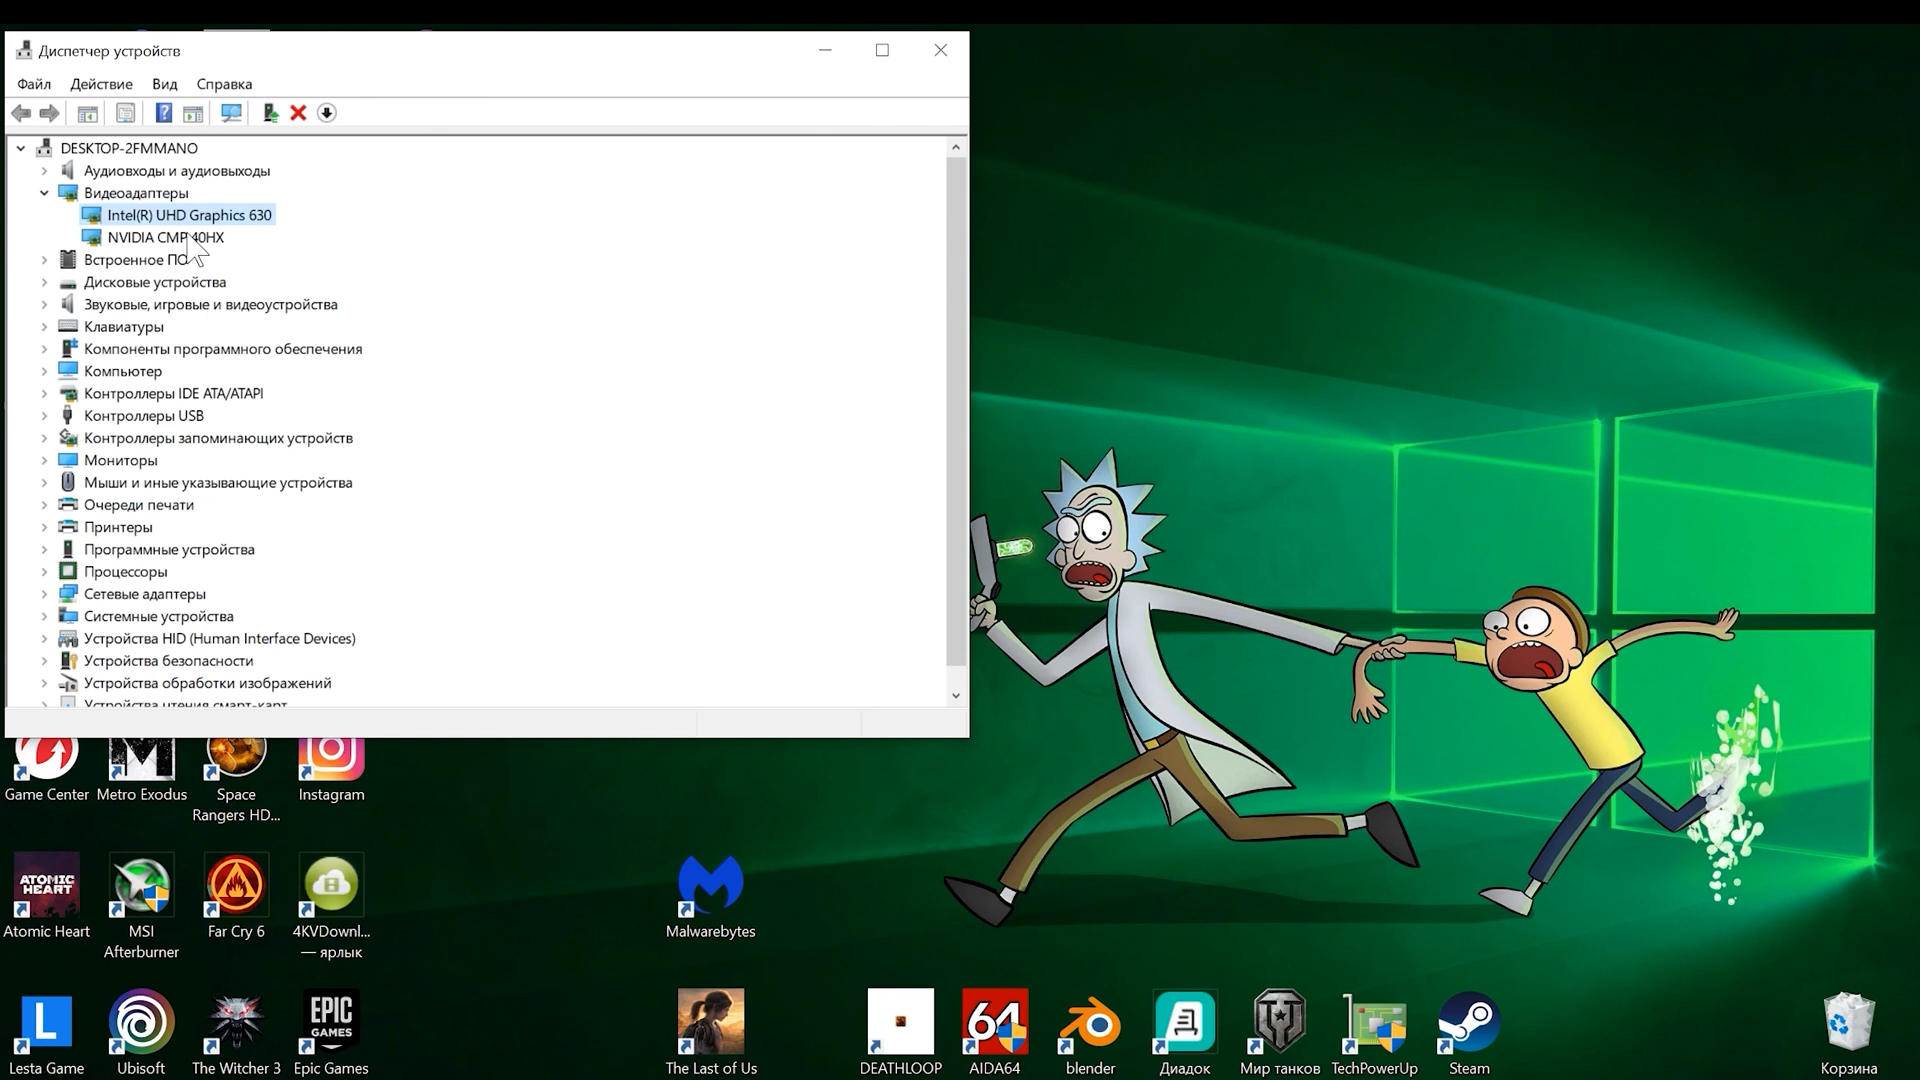 Диспетчер устройств
Файл Действие Вид Справка
DESKTOP-2FMMANO
Аудиовходы и аудиовыходы
Видеоадаптеры
Intel(R) UHD Graphics 630
NVIDIA CMP 40HX
Встроенное ПО
Дисковые устройства
Звуковые, игровые и видеоустройства
Клавиатуры
Компоненты программного обеспечения
Компьютер
Контроллеры IDE ATA/ATAPI
Контроллеры USB
Контроллеры запоминающих устройств
Мониторы
Мыши и иные указывающие устройства
Очереди печати
Принтеры
Программные устройства
Процессоры
Сетевые адаптеры
Системные устройства
Устройства HID (Human Interface Devices)
Устройства безопасности
Устройства обработки изображений
Устройства чтения смарт-карт
Game Center
Metro Exodus
Space
Rangers HD...
Instagram
ATOMIC
HEART
Atomic Heart
MSI
Afterburner
Far Cry 6
4KVDownl...
— ярлык
Malwarebytes
L
Lesta Game
Ubisoft
The Witcher 3
EPIC
GAMES
Epic Games
The Last of Us
DEATHLOOP
64
AIDA64
blender
Диадок
Мир танков
TechPowerUp
Steam
Корзина